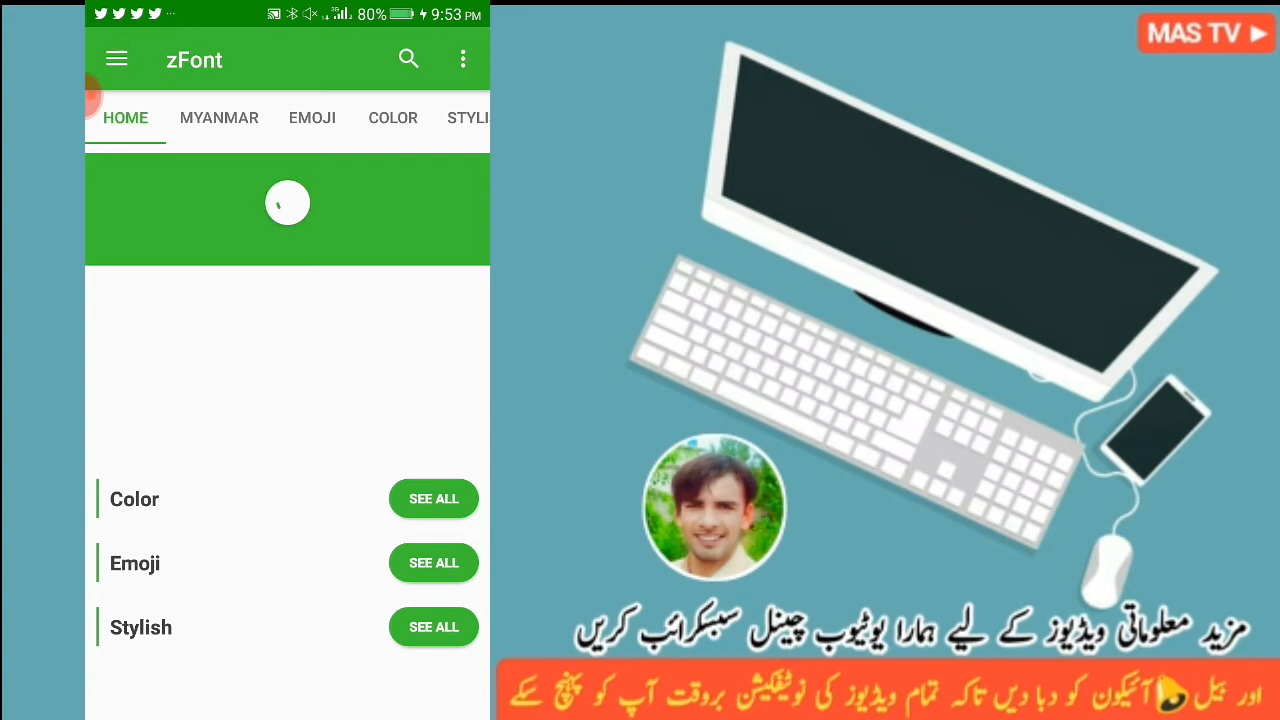 80% 9:53 PM
zFont
HOME MYANMAR EMOJI COLOR STYLI
Color SEE ALL
Emoji SEE ALL
Stylish SEE ALL
MAS TV
مزید معلوماتی ویڈیوز کے لیے ہمارا یوٹیوب چینل سبسکرائب کریں
اور بیل آئیکون کو دبا دیں تاکہ تمام ویڈیوز کی نوٹیفکیشن بروقت آپ کو پہنچ سکے